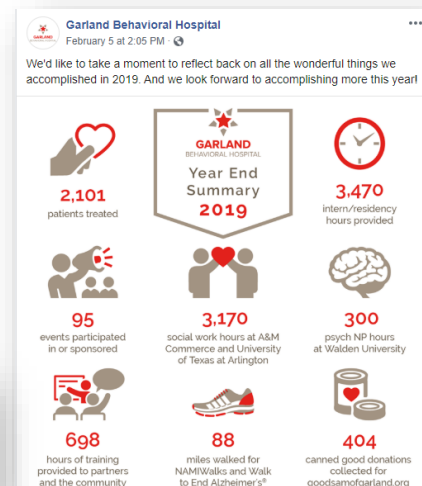 Garland Behavioral Hospital
February 5 at 2:05 PM ·
We'd like to take a moment to reflect back on all the wonderful things we
accomplished in 2019. And we look forward to accomplishing more this year!
GARLAND
BEHAVIORAL HOSPITAL
Year End
Summary
2019
2,101
patients treated
3,470
intern/residency
hours provided
95
events participated
in or sponsored
3,170
social work hours at A&M
Commerce and University
of Texas at Arlington
300
psych NP hours
at Walden University
698
hours of training
provided to partners
and the community
88
miles walked for
NAMIWalks and Walk
to End Alzheimer's®
404
canned good donations
collected for
goodsamofgarland.org